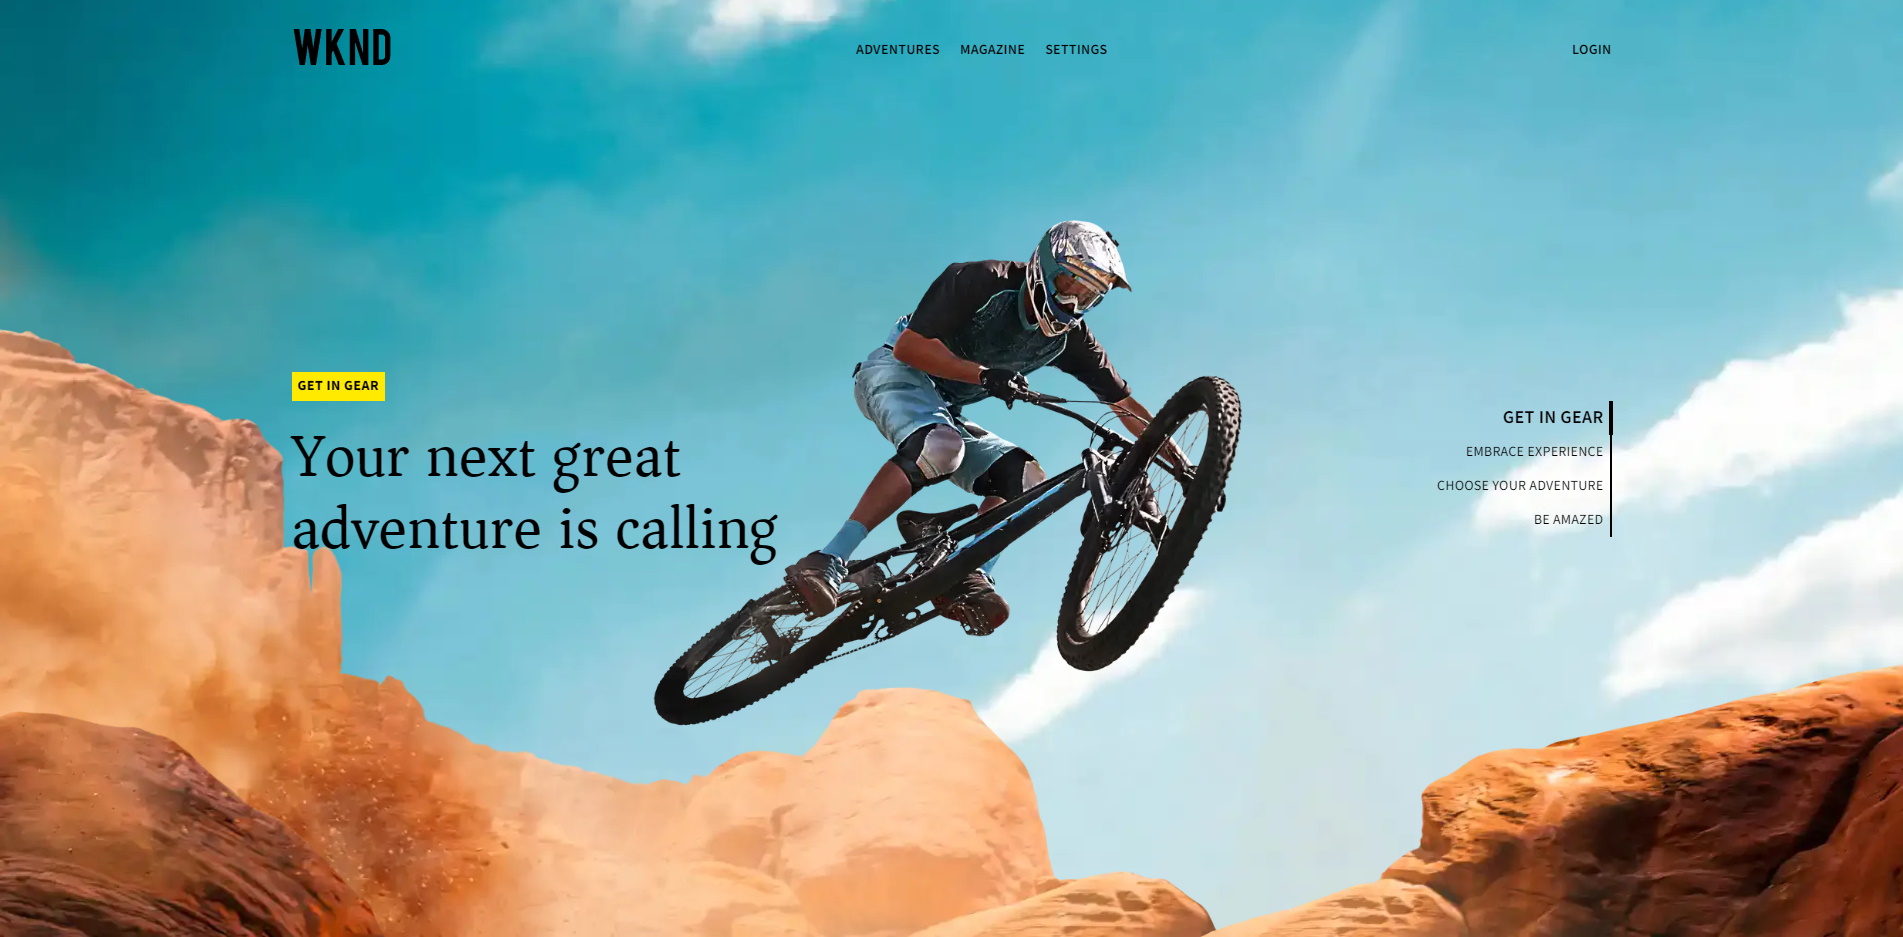 WKND
ADVENTURES MAGAZINE SETTINGS
LOGIN
GET IN GEAR
Your next great
adventure is calling
GET IN GEAR
EMBRACE EXPERIENCE
CHOOSE YOUR ADVENTURE
BE AMAZED